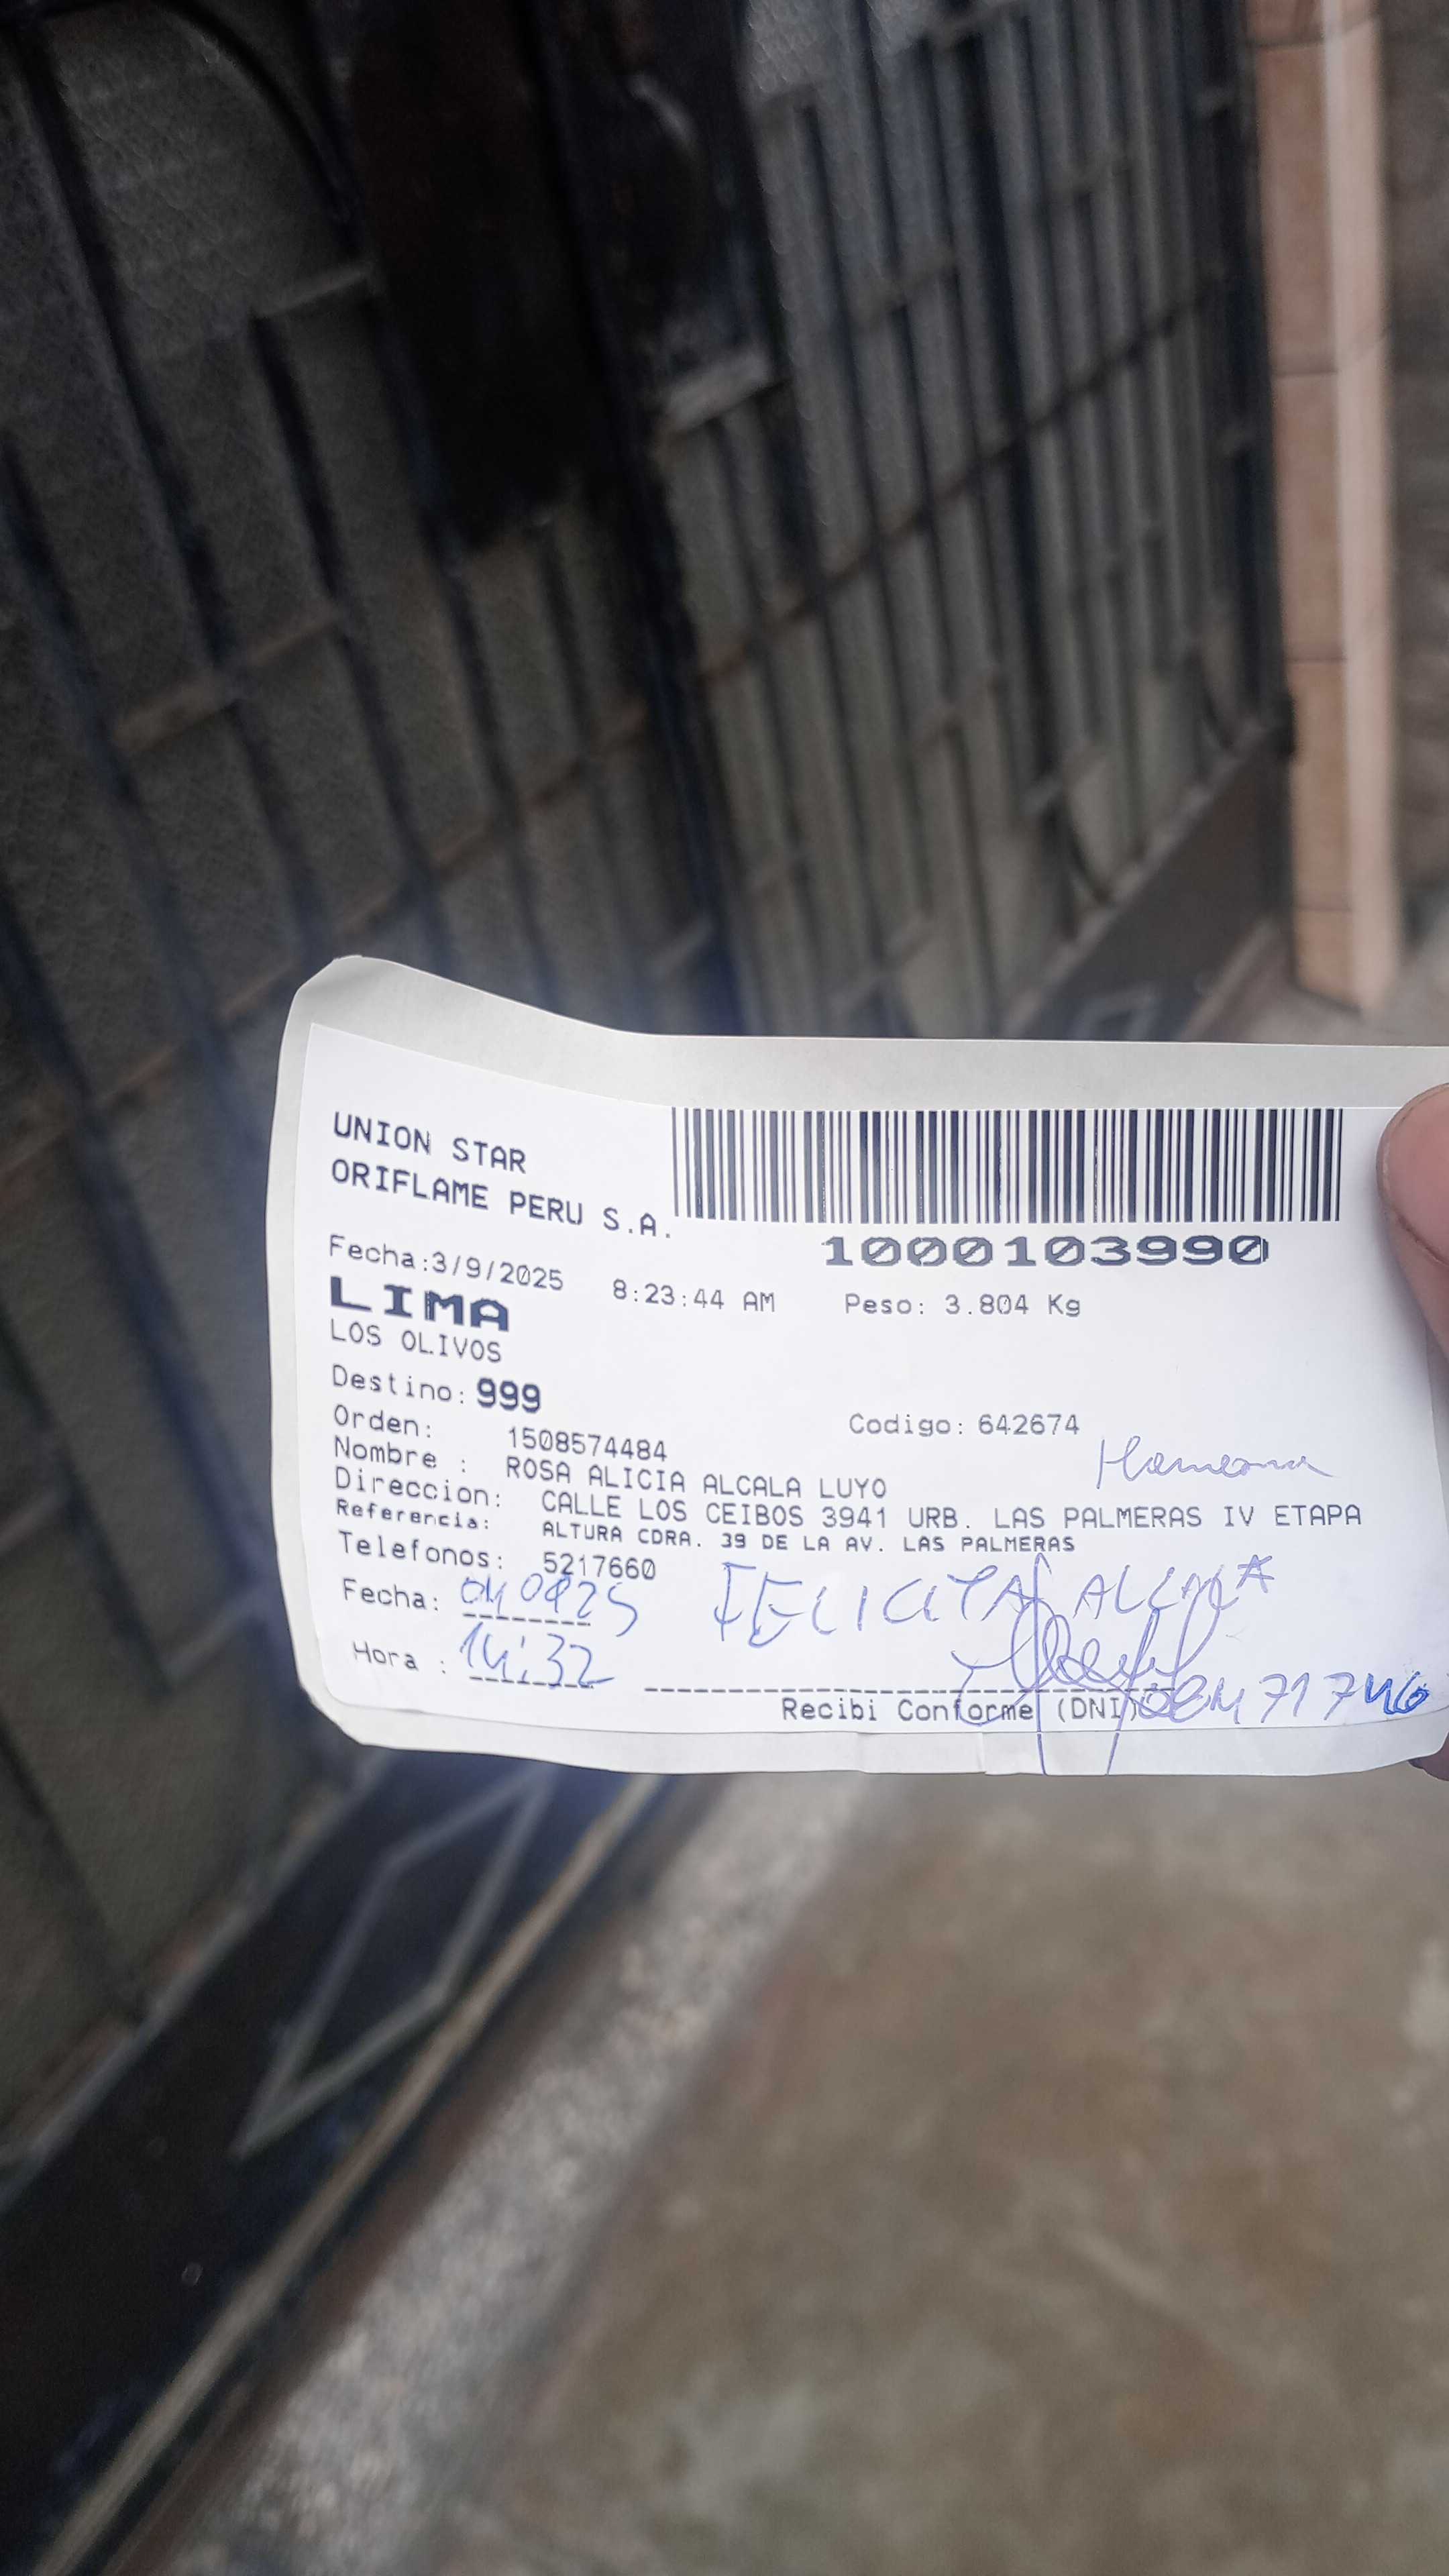 UNION STAR
ORIFLAME PERU S.A.
1000103990
Fecha:3/9/2025 8:23:44 AM Peso: 3.804 Kg
LIMA
LOS OLIVOS
Destino: 999
Orden: 1508574484 Codigo: 642674
Nombre : ROSA ALICIA ALCALA LUYO
Direccion: CALLE LOS CEIBOS 3941 URB. LAS PALMERAS IV ETAPA
Referencia: ALTURA CDRA. 39 DE LA AV. LAS PALMERAS
Telefonos: 5217660
Fecha: 040925
Hora : 14:32
Recibi Conforme (DNI)